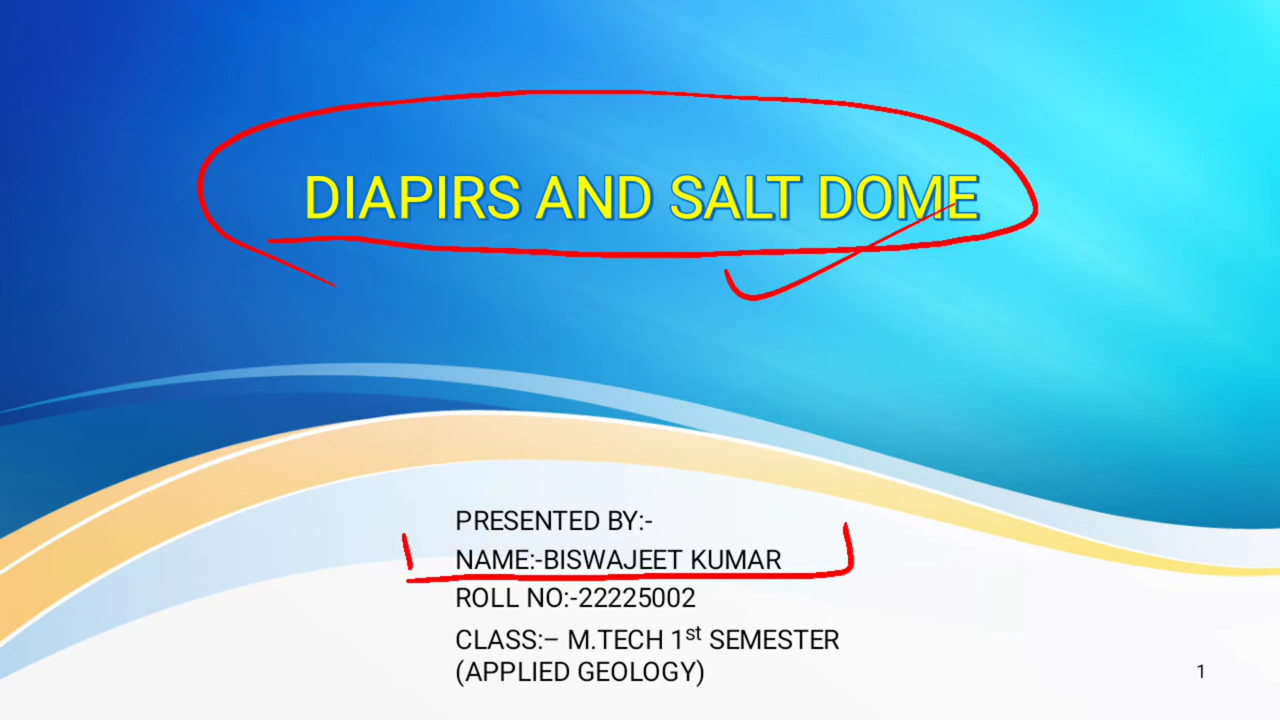 DIAPIRS AND SALT DOME
PRESENTED BY:-
NAME:-BISWAJEET KUMAR
ROLL NO:-22225002
CLASS:– M.TECH 1st SEMESTER
(APPLIED GEOLOGY)
1